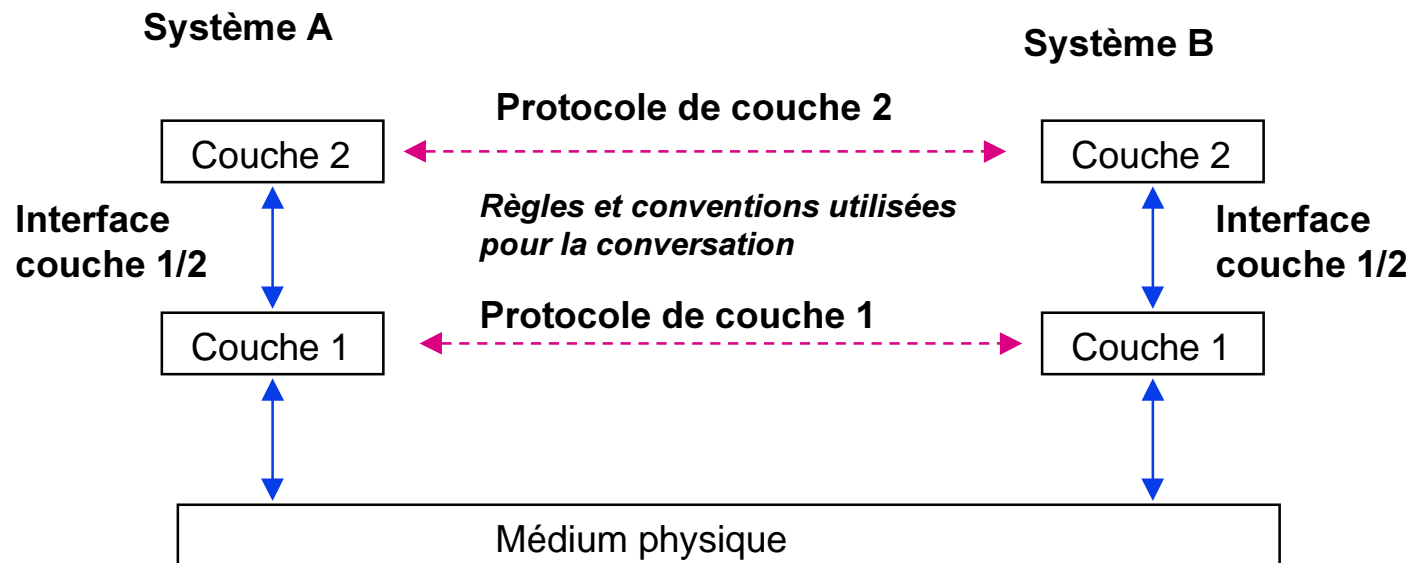 Système A
Système B
Protocole de couche 2
Couche 2
Couche 2
Interface
couche 1/2
Règles et conventions utilisées
pour la conversation
Interface
couche 1/2
Protocole de couche 1
Couche 1
Couche 1
Médium physique